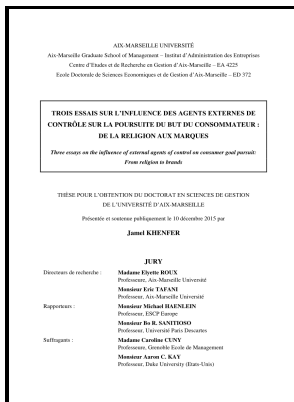 AIX-MARSEILLE UNIVERSITÉ
Aix-Marseille Graduate School of Management – Institut d'Administration des Entreprises
Centre d'Etudes et de Recherche en Gestion d'Aix-Marseille – EA 4225
Ecole Doctorale de Sciences Economiques et de Gestion d'Aix-Marseille – ED 372
TROIS ESSAIS SUR L'INFLUENCE DES AGENTS EXTERNES DE
CONTRÔLE SUR LA POURSUITE DU BUT DU CONSOMMATEUR :
DE LA RELIGION AUX MARQUES
Three essays on the influence of external agents of control on consumer goal pursuit:
From religion to brands
THÈSE POUR L'OBTENTION DU DOCTORAT EN SCIENCES DE GESTION
DE L'UNIVERSITÉ D'AIX-MARSEILLE
Présentée et soutenue publiquement le 10 décembre 2015 par
Jamel KHENFER
JURY
Directeurs de recherche : Madame Elyette ROUX
Professeure, Aix-Marseille Université
Monsieur Eric TAFANI
Professeur, Aix-Marseille Université
Rapporteurs : Monsieur Michael HAENLEIN
Professeur, ESCP Europe
Monsieur Bo R. SANITIOSO
Professeur, Université Paris Descartes
Suffragants : Madame Caroline CUNY
Professeure, Grenoble Ecole de Management
Monsieur Aaron C. KAY
Professeur, Duke University (Etats-Unis)